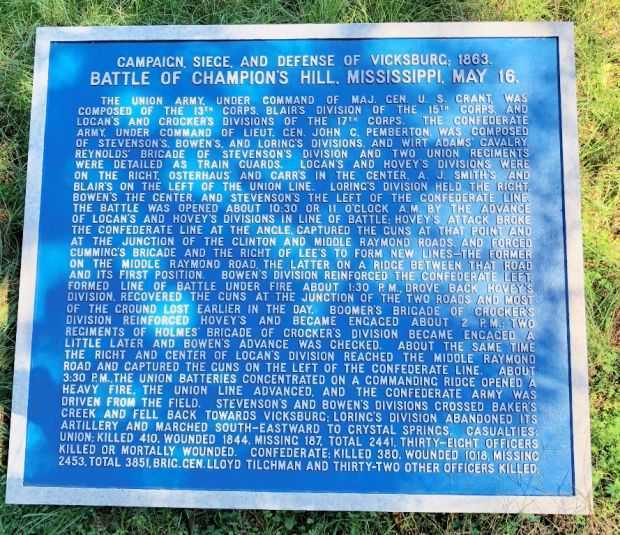 CAMPAIGN, SIEGE, AND DEFENSE OF VICKSBURG; 1863.
BATTLE OF CHAMPION'S HILL, MISSISSIPPI, MAY 16.
THE UNION ARMY, UNDER COMMAND OF MAJ. GEN. U. S. GRANT, WAS
COMPOSED OF THE 13TH CORPS, BLAIR'S DIVISION OF THE 15TH CORPS, AND
LOGAN'S AND CROCKER'S DIVISIONS OF THE 17TH CORPS. THE CONFEDERATE
ARMY, UNDER COMMAND OF LIEUT. GEN. JOHN C. PEMBERTON, WAS COMPOSED
OF STEVENSON'S, BOWEN'S, AND LORING'S DIVISIONS, AND WIRT ADAMS' CAVALRY.
REYNOLDS' BRIGADE OF STEVENSON'S DIVISION AND TWO UNION REGIMENTS
WERE DETAILED AS TRAIN GUARDS. LOGAN'S AND HOVEY'S DIVISIONS WERE
ON THE RIGHT, OSTERHAUS' AND CARR'S IN THE CENTER, A. J. SMITH'S AND
BLAIR'S ON THE LEFT OF THE UNION LINE. LORING'S DIVISION HELD THE RIGHT,
BOWEN'S THE CENTER, AND STEVENSON'S THE LEFT OF THE CONFEDERATE LINE.
THE BATTLE WAS OPENED ABOUT 10:30 OR 11 O'CLOCK, A.M. BY THE ADVANCE
OF LOGAN'S AND HOVEY'S DIVISIONS IN LINE OF BATTLE; HOVEY'S ATTACK BROKE
THE CONFEDERATE LINE AT THE ANGLE, CAPTURED THE GUNS AT THAT POINT AND
AT THE JUNCTION OF THE CLINTON AND MIDDLE RAYMOND ROADS, AND FORCED
CUMMING'S BRIGADE AND THE RIGHT OF LEE'S TO FORM NEW LINES—THE FORMER
ON THE MIDDLE RAYMOND ROAD, THE LATTER ON A RIDGE BETWEEN THAT ROAD
AND ITS FIRST POSITION. BOWEN'S DIVISION REINFORCED THE CONFEDERATE LEFT,
FORMED LINE OF BATTLE UNDER FIRE ABOUT 1:30 P.M., DROVE BACK HOVEY'S
DIVISION, RECOVERED THE GUNS AT THE JUNCTION OF THE TWO ROADS AND MOST
OF THE GROUND LOST EARLIER IN THE DAY. BOOMER'S BRIGADE OF CROCKER'S
DIVISION REINFORCED HOVEY'S AND BECAME ENGAGED ABOUT 2 P.M.; TWO
REGIMENTS OF HOLMES' BRIGADE OF CROCKER'S DIVISION BECAME ENGAGED A
LITTLE LATER AND BOWEN'S ADVANCE WAS CHECKED. ABOUT THE SAME TIME
THE RIGHT AND CENTER OF LOGAN'S DIVISION REACHED THE MIDDLE RAYMOND
ROAD AND CAPTURED THE GUNS ON THE LEFT OF THE CONFEDERATE LINE. ABOUT
3:30 P.M., THE UNION BATTERIES CONCENTRATED ON A COMMANDING RIDGE OPENED A
HEAVY FIRE, THE UNION LINE ADVANCED, AND THE CONFEDERATE ARMY WAS
DRIVEN FROM THE FIELD. STEVENSON'S AND BOWEN'S DIVISIONS CROSSED BAKER'S
CREEK AND FELL BACK TOWARDS VICKSBURG; LORING'S DIVISION ABANDONED ITS
ARTILLERY AND MARCHED SOUTH-EASTWARD TO CRYSTAL SPRINGS. CASUALTIES:
UNION; KILLED 410, WOUNDED 1844, MISSING 187, TOTAL 2441, THIRTY-EIGHT OFFICERS
KILLED OR MORTALLY WOUNDED. CONFEDERATE; KILLED 380, WOUNDED 1018, MISSING
2453, TOTAL 3851, BRIG. GEN. LLOYD TILGHMAN AND THIRTY-TWO OTHER OFFICERS KILLED.